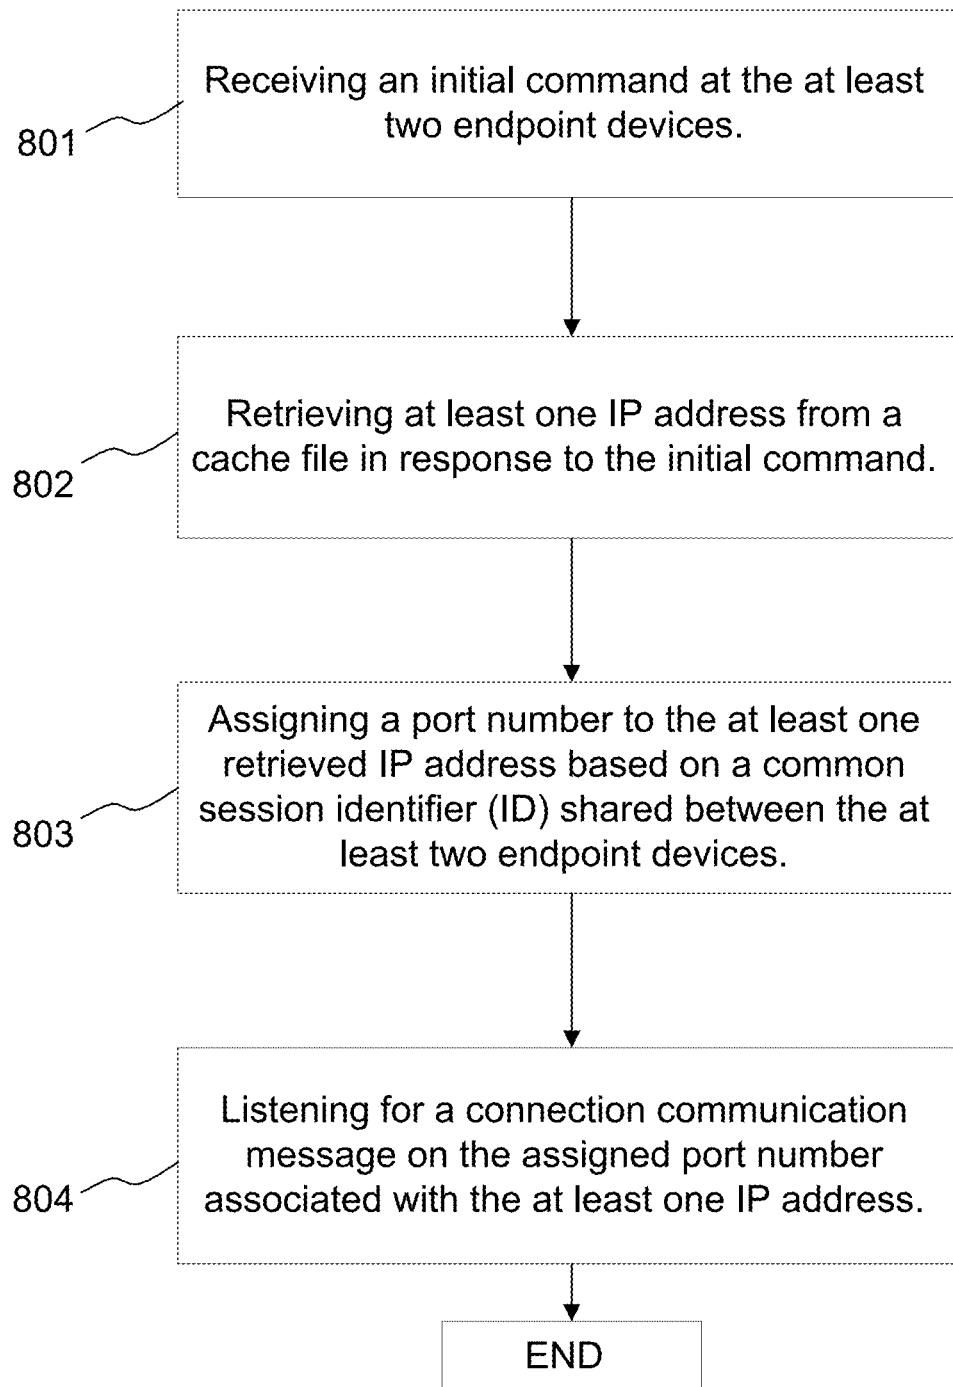 Receiving an initial command at the at least
two endpoint devices.
801
Retrieving at least one IP address from a
cache file in response to the initial command.
802
Assigning a port number to the at least one
retrieved IP address based on a common
session identifier (ID) shared between the at
least two endpoint devices.
803
Listening for a connection communication
message on the assigned port number
associated with the at least one IP address.
804
END